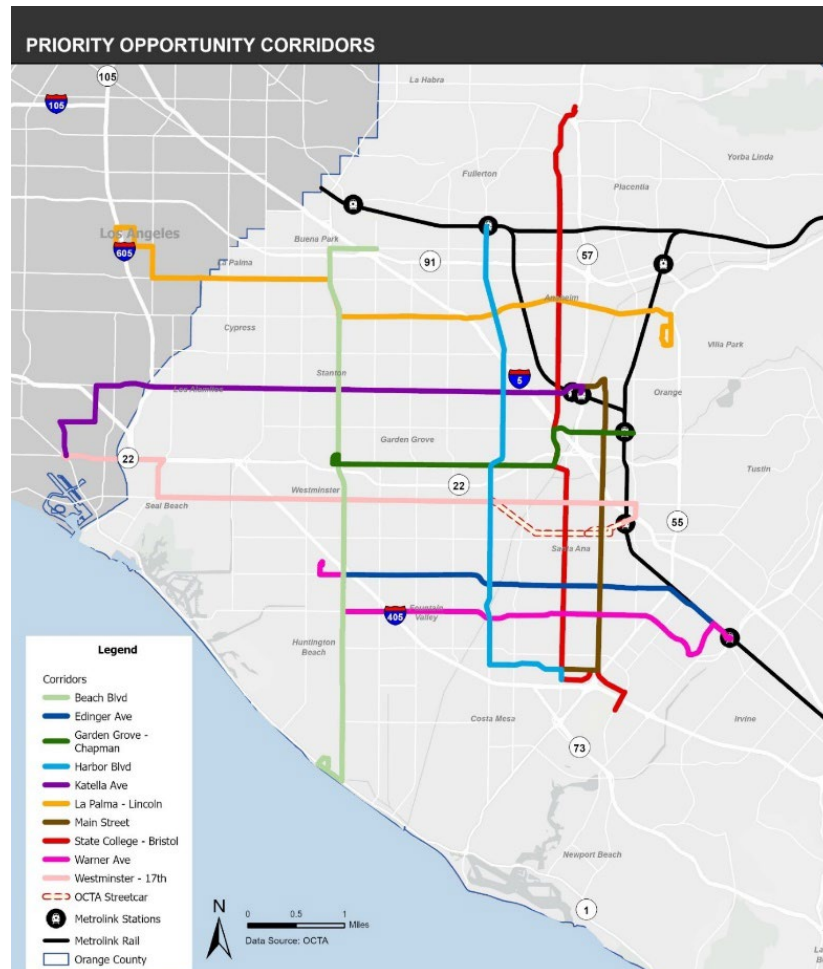 PRIORITY OPPORTUNITY CORRIDORS
105
La Habra
105
Yorba Linda
Fullerton
Placentia
Los Angeles
Buena Park
605
91
57
La Palma
Anaheim
Cypress
Villa Park
Stanton
5
Orange
Los Alamitos
Garden Grove
22
Tustin
22
Westminster
Seal Beach
55
Santa Ana
405
Fountain
Valley
Huntington
Beach
Costa Mesa
Irvine
73
Newport Beach
1
Legend
Corridors
Beach Blvd
Edinger Ave
Garden Grove -
Chapman
Harbor Blvd
Katella Ave
La Palma - Lincoln
Main Street
State College - Bristol
Warner Ave
Westminster - 17th
OCTA Streetcar
Metrolink Stations
Metrolink Rail
Orange County
N
0 0.5 1
Miles
Data Source: OCTA